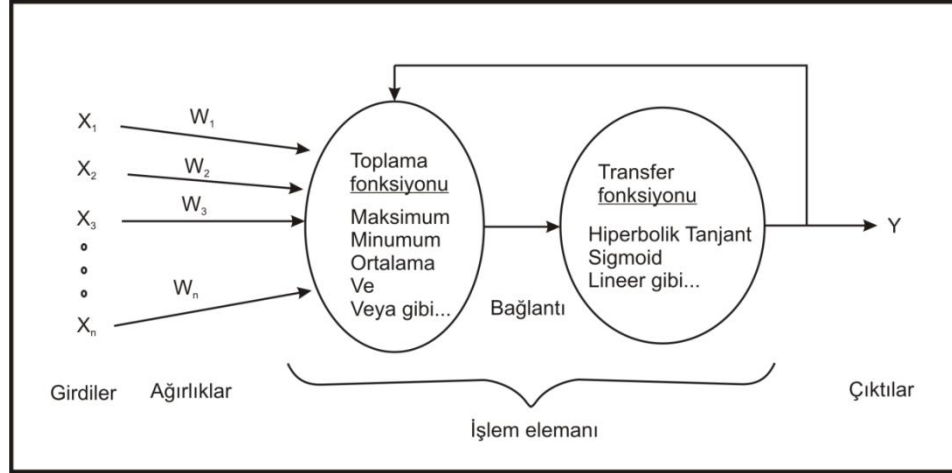 X₁
W₁
X₂
W₂
X₃
W₃
Xₙ
Wₙ
Toplama
fonksiyonu
Maksimum
Minumum
Ortalama
Ve
Veya gibi...
Bağlantı
Transfer
fonksiyonu
Hiperbolik Tanjant
Sigmoid
Lineer gibi...
Y
Girdiler
Ağırlıklar
İşlem elemanı
Çıktılar